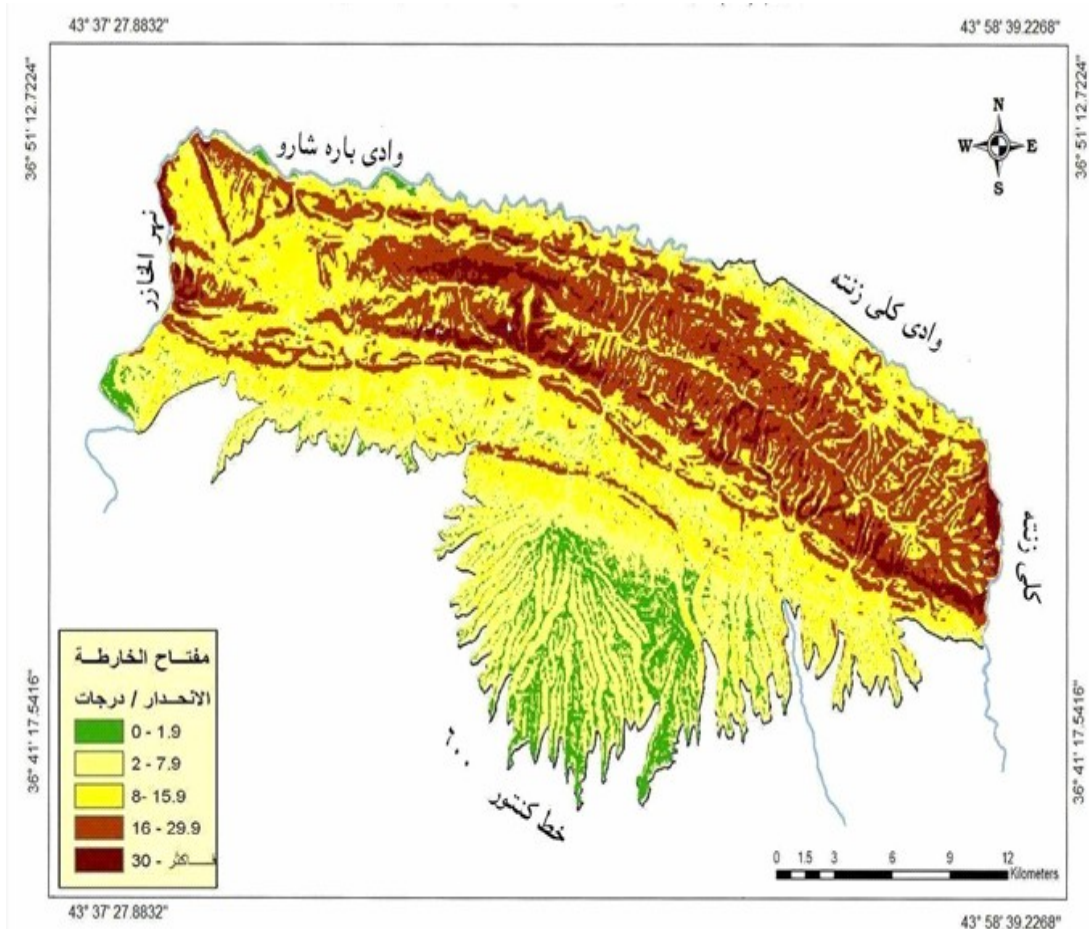 43° 37' 27.8832"
43° 58' 39.2268"
36° 51' 12.7224"
36° 51' 12.7224"
N
W
E
S
وادي باره شارو
نهر الخازر
وادي كلي زنته
كلي زنته
٦٠٠
خط كنتور
مفتاح الخارطة
الانحدار / درجات
0 - 1.9
2 - 7.9
8- 15.9
16 - 29.9
30 - فاكثر
36° 41' 17.5416"
36° 41' 17.5416"
0 1.5 3 6 9 12
Kilometers
43° 37' 27.8832"
43° 58' 39.2268"